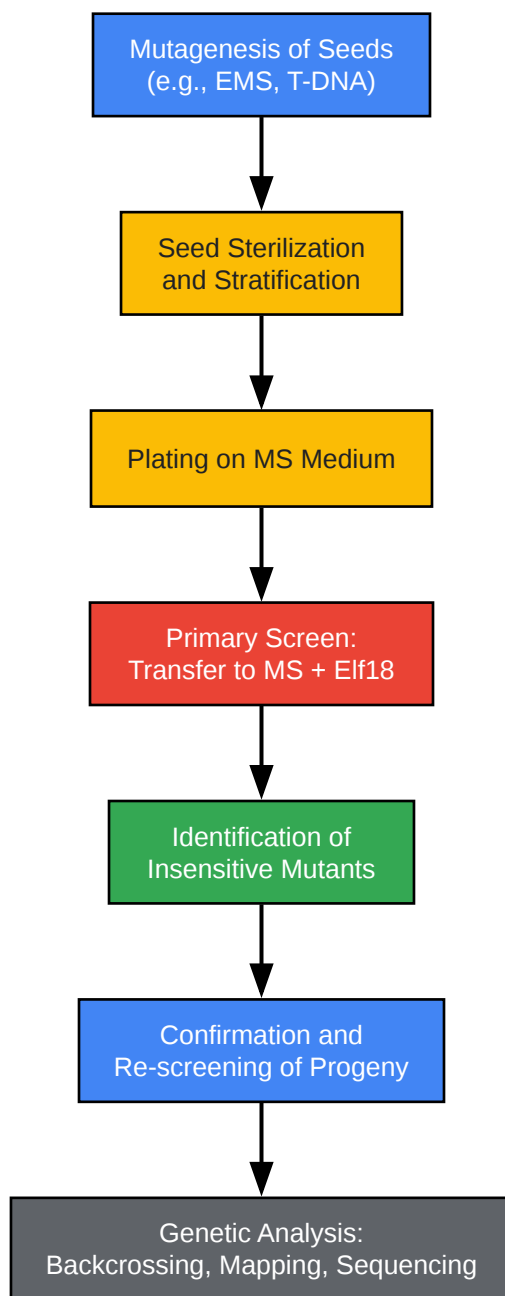 Mutagenesis of Seeds
(e.g., EMS, T-DNA)
Seed Sterilization
and Stratification
Plating on MS Medium
Primary Screen:
Transfer to MS + Elf18
Identification of
Insensitive Mutants
Confirmation and
Re-screening of Progeny
Genetic Analysis:
Backcrossing, Mapping, Sequencing